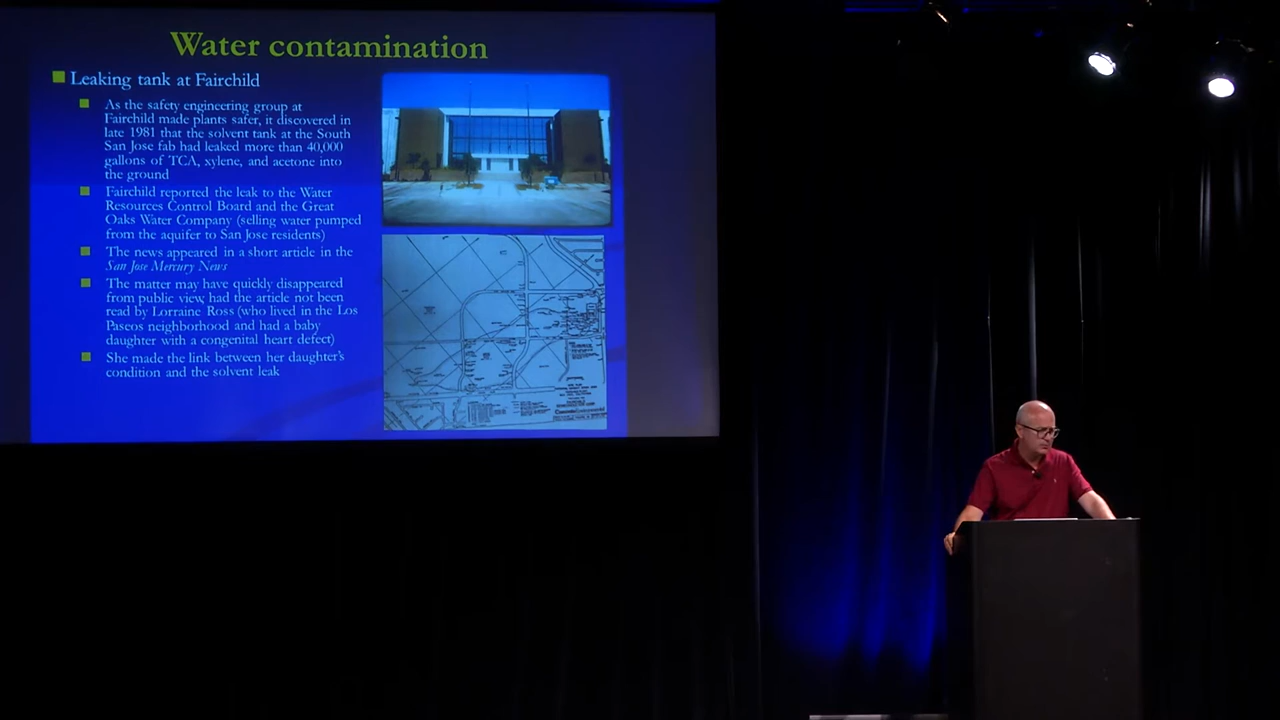 Water contamination
Leaking tank at Fairchild
As the safety engineering group at
Fairchild made plants safer, it discovered in
late 1981 that the solvent tank at the South
San Jose fab had leaked more than 40,000
gallons of TCA, xylene, and acetone into
the ground
Fairchild reported the leak to the Water
Resources Control Board and the Great
Oaks Water Company (selling water pumped
from the aquifer to San Jose residents)
The news appeared in a short article in the
San Jose Mercury News
The matter may have quickly disappeared
from public view, had the article not been
read by Lorraine Ross (who lived in the Los
Paseos neighborhood and had a baby
daughter with a congenital heart defect)
She made the link between her daughter's
condition and the solvent leak